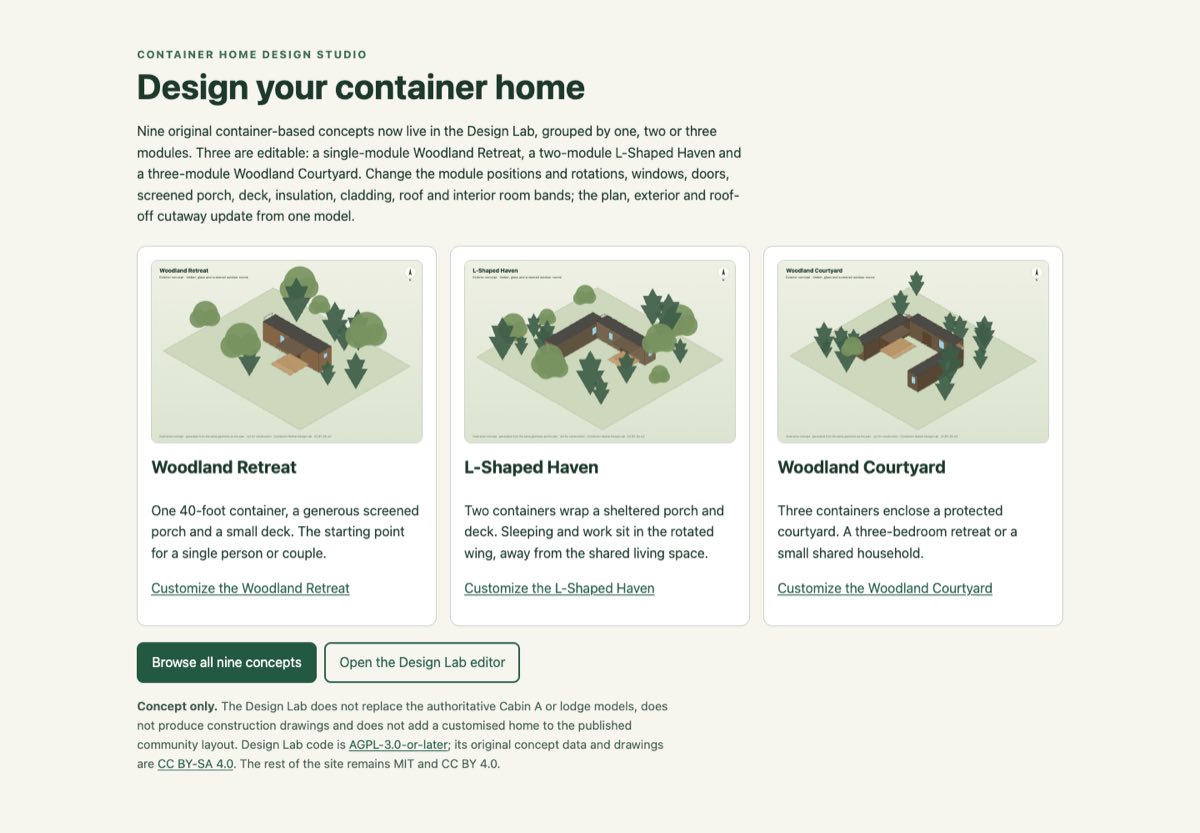 CONTAINER HOME DESIGN STUDIO
Design your container home
Nine original container-based concepts now live in the Design Lab, grouped by one, two or three
modules. Three are editable: a single-module Woodland Retreat, a two-module L-Shaped Haven and
a three-module Woodland Courtyard. Change the module positions and rotations, windows, doors,
screened porch, deck, insulation, cladding, roof and interior room bands; the plan, exterior and roof-
off cutaway update from one model.
Woodland Retreat
L-Shaped Haven
Woodland Courtyard
Woodland Retreat
One 40-foot container, a generous screened
porch and a small deck. The starting point
for a single person or couple.
Customize the Woodland Retreat
L-Shaped Haven
Two containers wrap a sheltered porch and
deck. Sleeping and work sit in the rotated
wing, away from the shared living space.
Customize the L-Shaped Haven
Woodland Courtyard
Three containers enclose a protected
courtyard. A three-bedroom retreat or a
small shared household.
Customize the Woodland Courtyard
Browse all nine concepts
Open the Design Lab editor
Concept only. The Design Lab does not replace the authoritative Cabin A or lodge models, does
not produce construction drawings and does not add a customised home to the published
community layout. Design Lab code is AGPL-3.0-or-later; its original concept data and drawings
are CC BY-SA 4.0. The rest of the site remains MIT and CC BY 4.0.